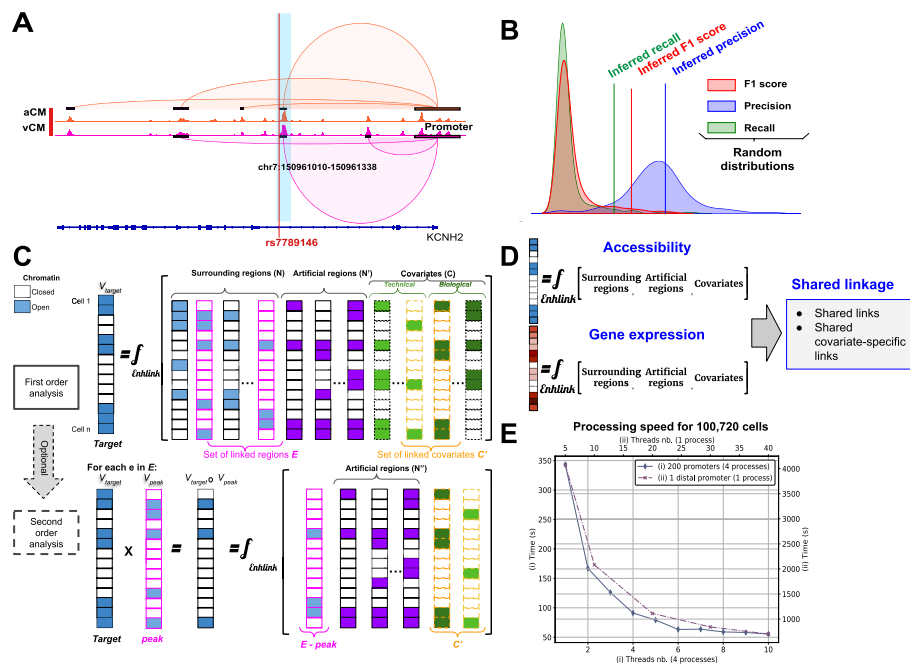 A
aCM
vCM
Promoter
chr7:150961010-150961338
KCNH2
rs7789146
B
Inferred recall
Inferred F1 score
Inferred precision
F1 score
Precision
Recall
Random
distributions
C
Chromatin
Closed
Open
V target
Cell 1
Cell n
Target
First order
analysis
Optional
Second
order
analysis
= f Enhlink
Surrounding regions (N)
Artificial regions (N')
Covariates (C)
Technical
Biological
...
...
...
...
Set of linked regions E
Set of linked covariates C'
For each e in E:
V target
V peak
V target o V peak
X
=
= f Enhlink
Target
peak
Artificial regions (N")
...
E - peak
C'
D
Accessibility
= f Enhlink
Surrounding regions , Artificial regions , Covariates
Gene expression
= f Enhlink
Surrounding regions , Artificial regions , Covariates
Shared linkage
● Shared links
● Shared
covariate-specific
links
E
Processing speed for 100,720 cells
(ii) Threads nb. (1 process)
5 10 15 20 25 30 35 40
(i) 200 promoters (4 processes)
(ii) 1 distal promoter (1 process)
350
300
250
200
150
100
50
(i) Time (s)
4000
3500
3000
2500
2000
1500
1000
(ii) Time (s)
2 4 6 8 10
(i) Threads nb. (4 processes)